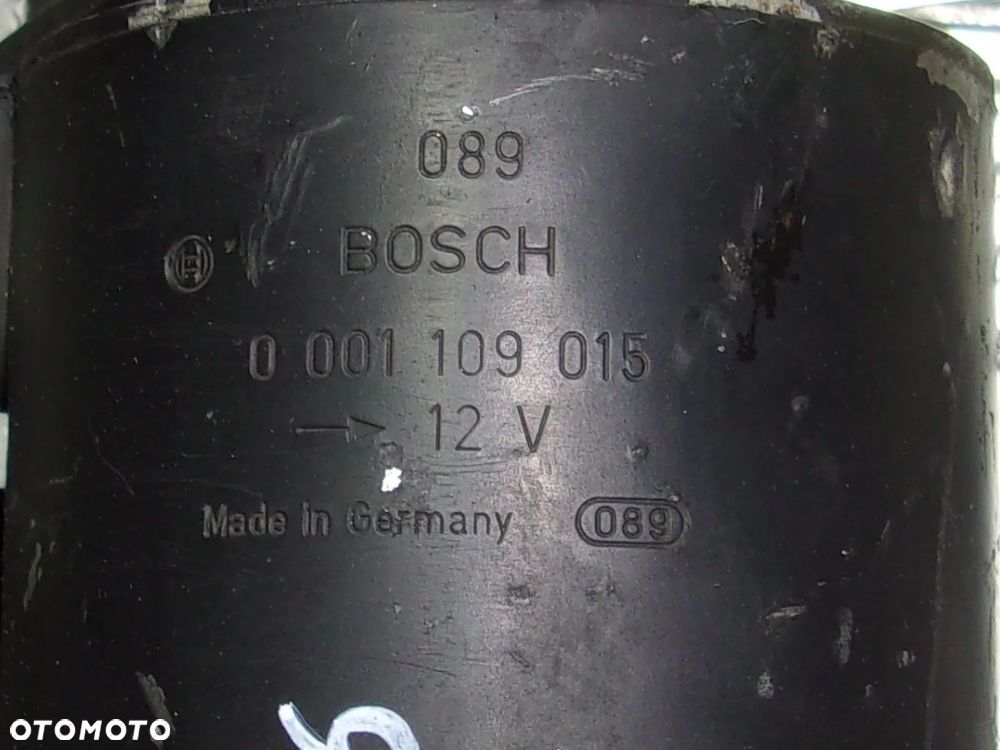 089
BOSCH
0 001 109 015
12 V
Made in Germany 089
OTOMOTO